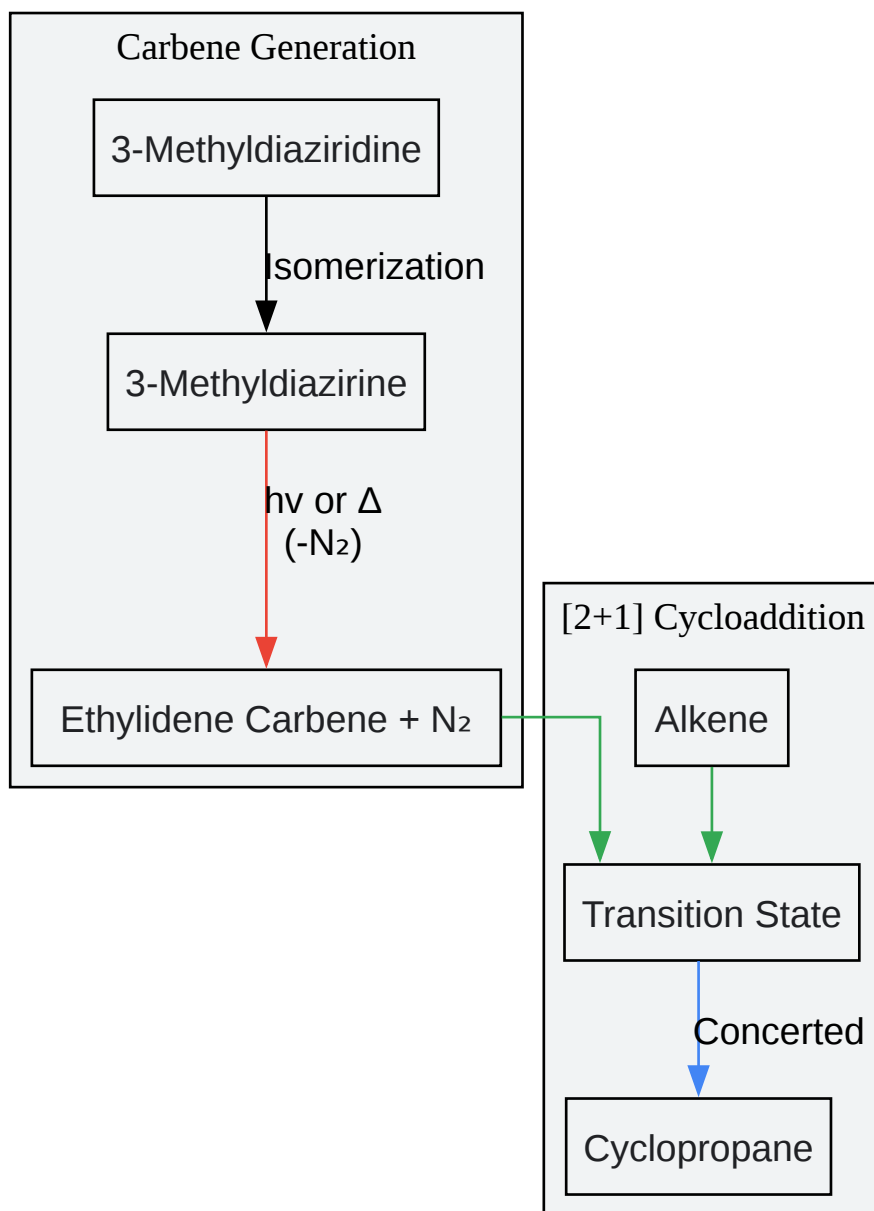 Carbene Generation
3-Methyldiaziridine
Isomerization
3-Methyldiazirine
hv or Δ
(-N₂)
Ethylidene Carbene + N₂
[2+1] Cycloaddition
Alkene
Transition State
Concerted
Cyclopropane